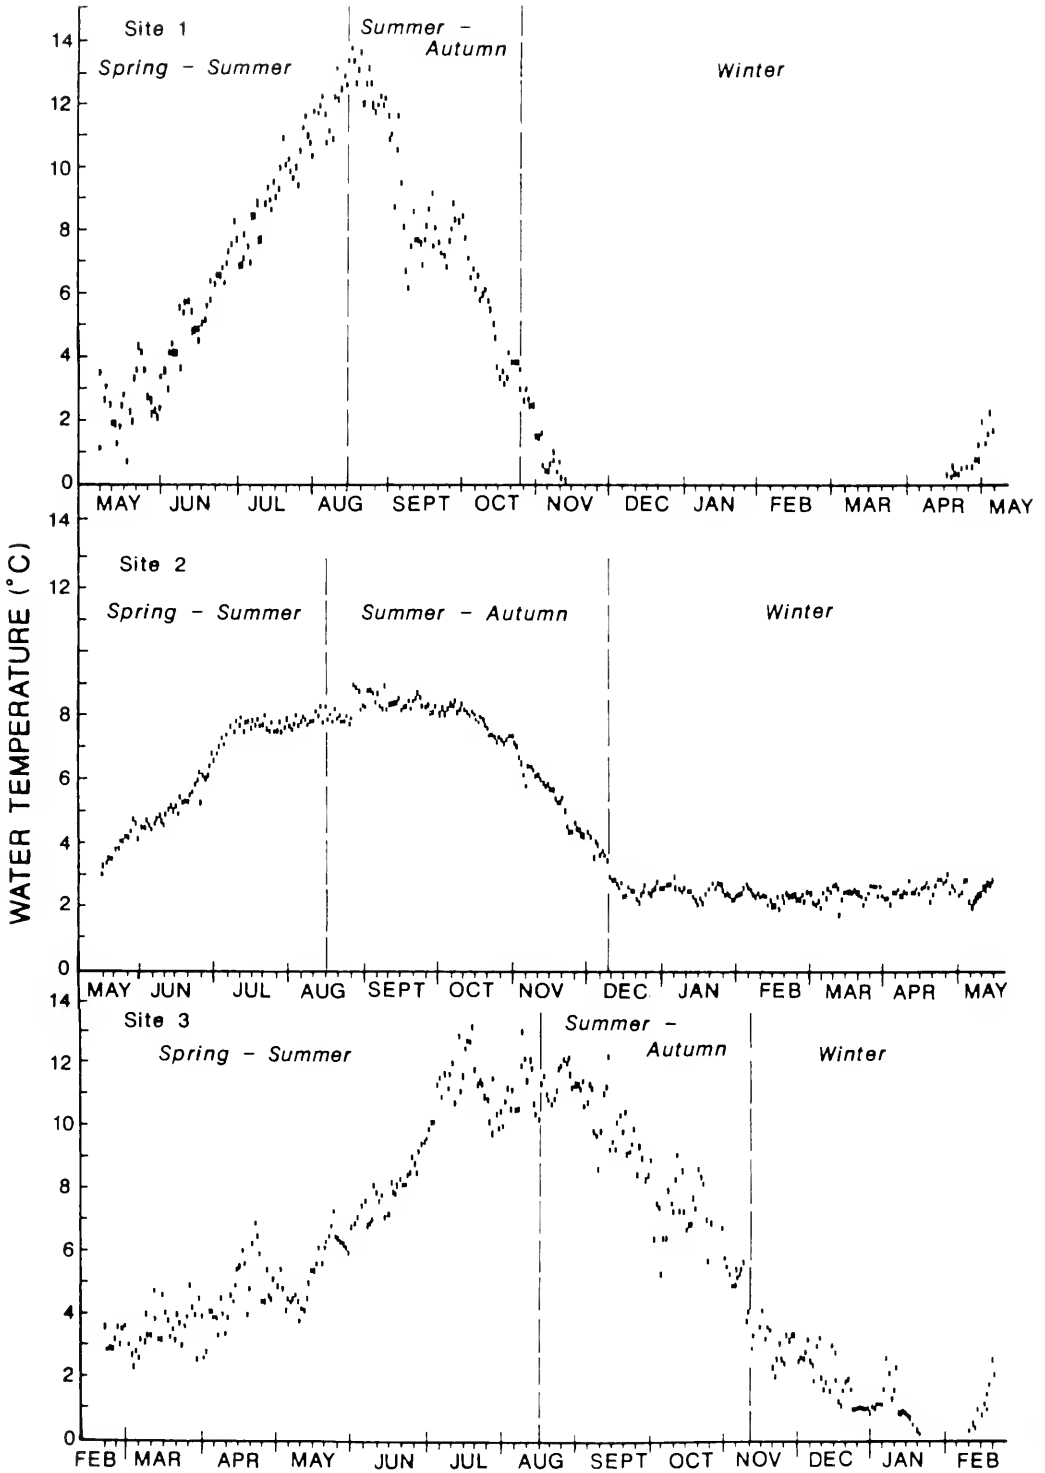 WATER TEMPERATURE (°C)
Site 1
Summer –
Autumn
Spring – Summer
Winter
14
12
10
8
6
4
2
0
MAY JUN JUL AUG SEPT OCT NOV DEC JAN FEB MAR APR MAY
14
Site 2
12
Spring – Summer
Summer – Autumn
Winter
8
6
4
2
0
MAY JUN JUL AUG SEPT OCT NOV DEC. JAN FEB MAR APR MAY
14
Site 3
Summer –
Autumn
Spring – Summer
Winter
12
10
8
6
4
2
0
FEB MAR APR MAY JUN JUL AUG SEPT OCT NOV DEC JAN FEB